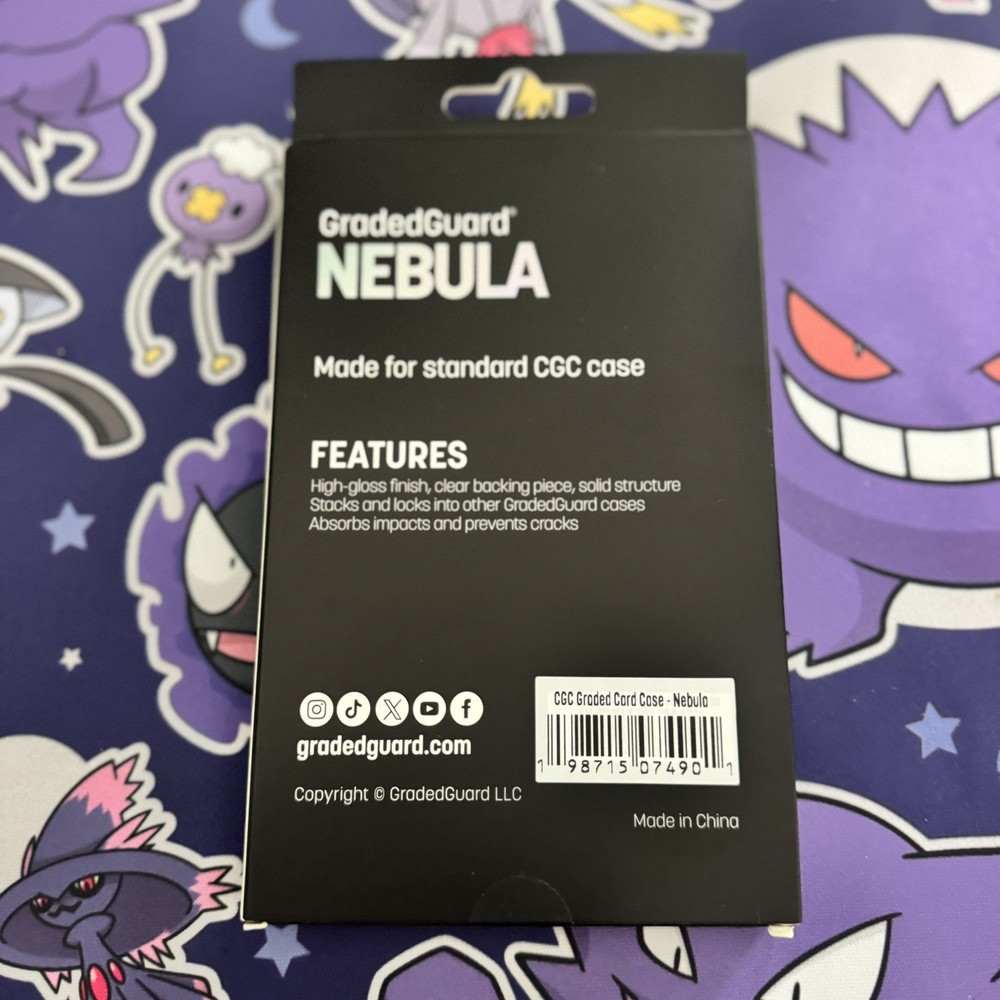 GradedGuard®
NEBULA
Made for standard CGC case
FEATURES
High-gloss finish, clear backing piece, solid structure
Stacks and locks into other GradedGuard cases
Absorbs impacts and prevents cracks
gradedguard.com
Copyright © GradedGuard LLC
CGC Graded Card Case - Nebula
1 98715 07490 1
Made in China